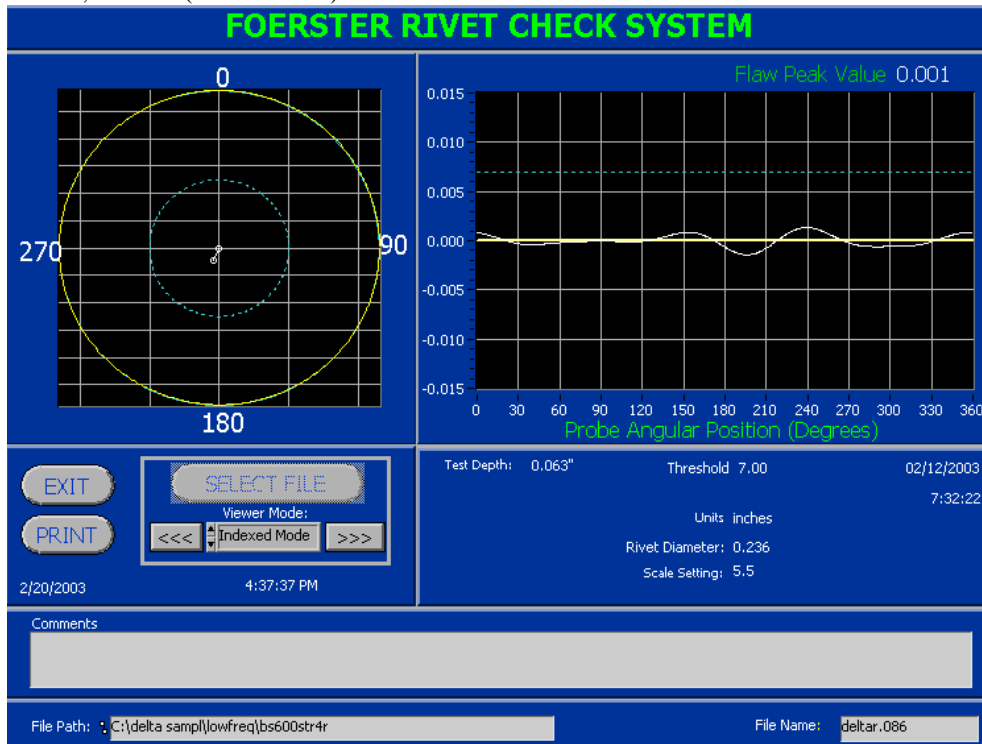 FOERSTER RIVET CHECK SYSTEM
0
270
90
180
Flaw Peak Value 0.001
0.015
0.010
0.005
0.000
-0.005
-0.010
-0.015
0 30 60 90 120 150 180 210 240 270 300 330 360
Probe Angular Position (Degrees)
EXIT
PRINT
SELECT FILE
Viewer Mode:
<<< Indexed Mode >>>
2/20/2003 4:37:37 PM
Test Depth: 0.063" Threshold 7.00 02/12/2003
7:32:22
Units inches
Rivet Diameter: 0.236
Scale Setting: 5.5
Comments
File Path: C:\delta sampl\lowfreq\bs600str4r File Name: deltar.086